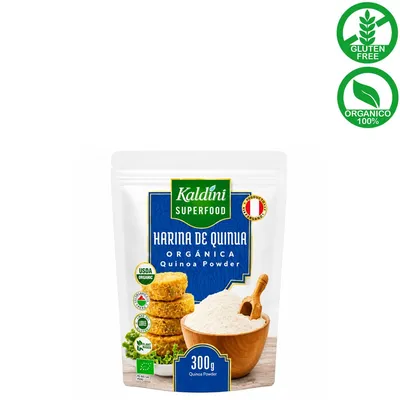 GLUTEN
FREE
ORGANICO
100%
Kaldini
SUPERFOOD
HARINA DE QUINUA
ORGÁNICA
Quinoa Powder
USDA
ORGANIC
300g
Quinoa Powder